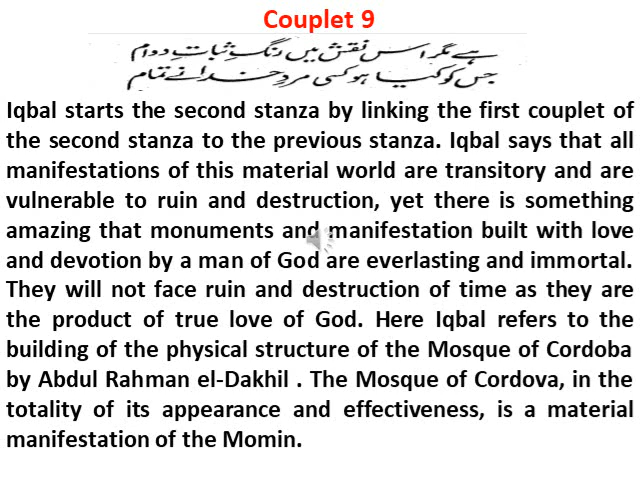 Couplet 9
ہے مگر اس نقش میں رنگِ ثباتِ دوام
جس کو کیا ہو کسی مردِ خدا نے تمام
Iqbal starts the second stanza by linking the first couplet of
the second stanza to the previous stanza. Iqbal says that all
manifestations of this material world are transitory and are
vulnerable to ruin and destruction, yet there is something
amazing that monuments and manifestation built with love
and devotion by a man of God are everlasting and immortal.
They will not face ruin and destruction of time as they are
the product of true love of God. Here Iqbal refers to the
building of the physical structure of the Mosque of Cordoba
by Abdul Rahman el-Dakhil . The Mosque of Cordova, in the
totality of its appearance and effectiveness, is a material
manifestation of the Momin.